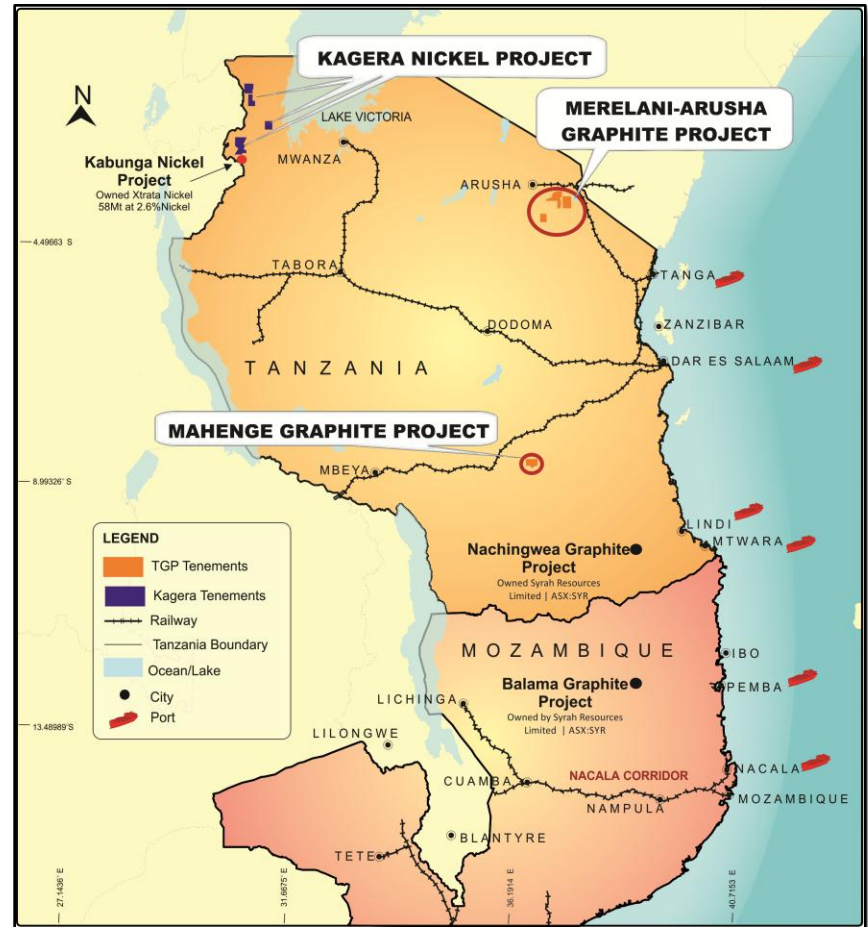 KAGERA NICKEL PROJECT
MERELANI-ARUSHA
GRAPHITE PROJECT
N
LAKE VICTORIA
MWANZA
Kabunga Nickel
Project
Owned Xtrata Nickel
58Mt at 2.6%Nickel
ARUSHA
4.49663 S
TABORA
TANGA
ZANZIBAR
DODOMA
DAR ES SALAAM
TANZANIA
MAHENGE GRAPHITE PROJECT
MBEYA
8.99326' S
LINDI
MTWARA
Nachingwea Graphite
Project
Owned Syrah Resources
Limited | ASX:SYR
LEGEND
TGP Tenements
Kagera Tenements
Railway
Tanzania Boundary
Ocean/Lake
City
Port
MOZAMBIQUE
IBO
Balama Graphite
Project
Owned by Syrah Resources
Limited | ASX:SYR
PEMBA
LICHINGA
13.48989°S
LILONGWE
NACALA
CUAMBA
NACALA CORRIDOR
MOZAMBIQUE
NAMPULA
BLANTYRE
TETE
27.1436 E
31.6675° E
36.1914 E
40.7153 E